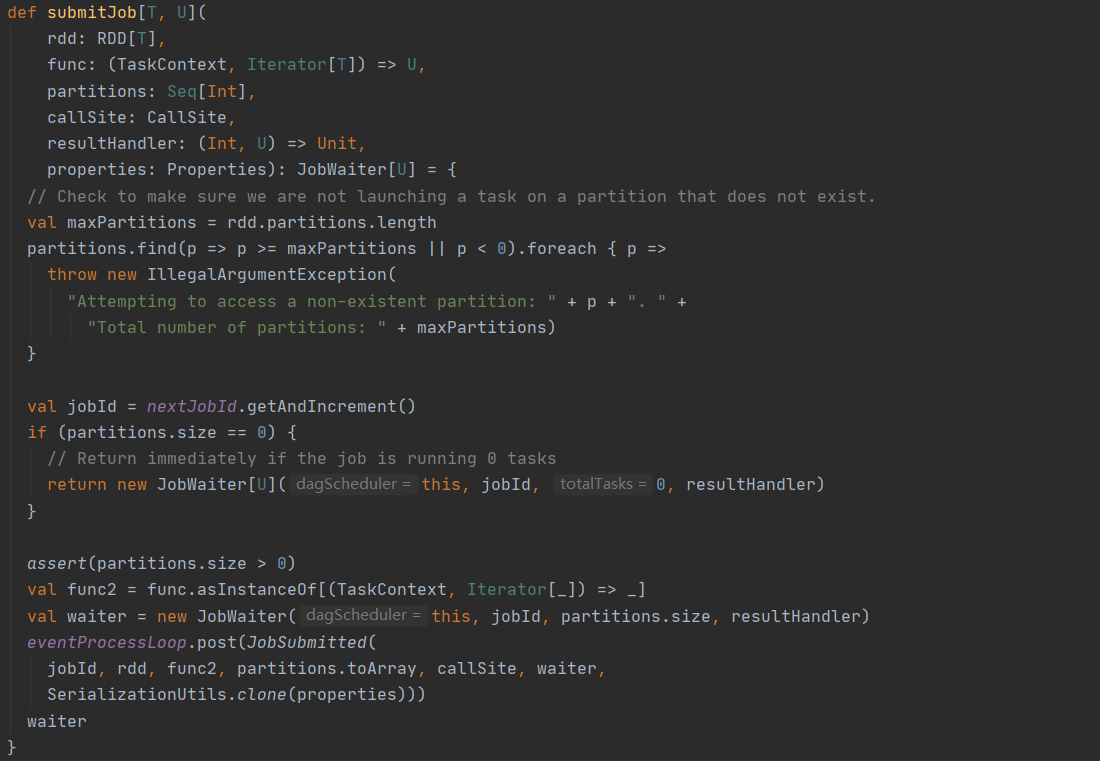 def submitJob[T, U](
    rdd: RDD[T],
    func: (TaskContext, Iterator[T]) => U,
    partitions: Seq[Int],
    callSite: CallSite,
    resultHandler: (Int, U) => Unit,
    properties: Properties): JobWaiter[U] = {
  // Check to make sure we are not launching a task on a partition that does not exist.
  val maxPartitions = rdd.partitions.length
  partitions.find(p => p >= maxPartitions || p < 0).foreach { p =>
    throw new IllegalArgumentException(
      "Attempting to access a non-existent partition: " + p + ". " +
        "Total number of partitions: " + maxPartitions)
  }

  val jobId = nextJobId.getAndIncrement()
  if (partitions.size == 0) {
    // Return immediately if the job is running 0 tasks
    return new JobWaiter[U]( dagScheduler = this, jobId, totalTasks = 0, resultHandler)
  }

  assert(partitions.size > 0)
  val func2 = func.asInstanceOf[(TaskContext, Iterator[_]) => _]
  val waiter = new JobWaiter( dagScheduler = this, jobId, partitions.size, resultHandler)
  eventProcessLoop.post(JobSubmitted(
    jobId, rdd, func2, partitions.toArray, callSite, waiter,
    SerializationUtils.clone(properties)))
  waiter
}